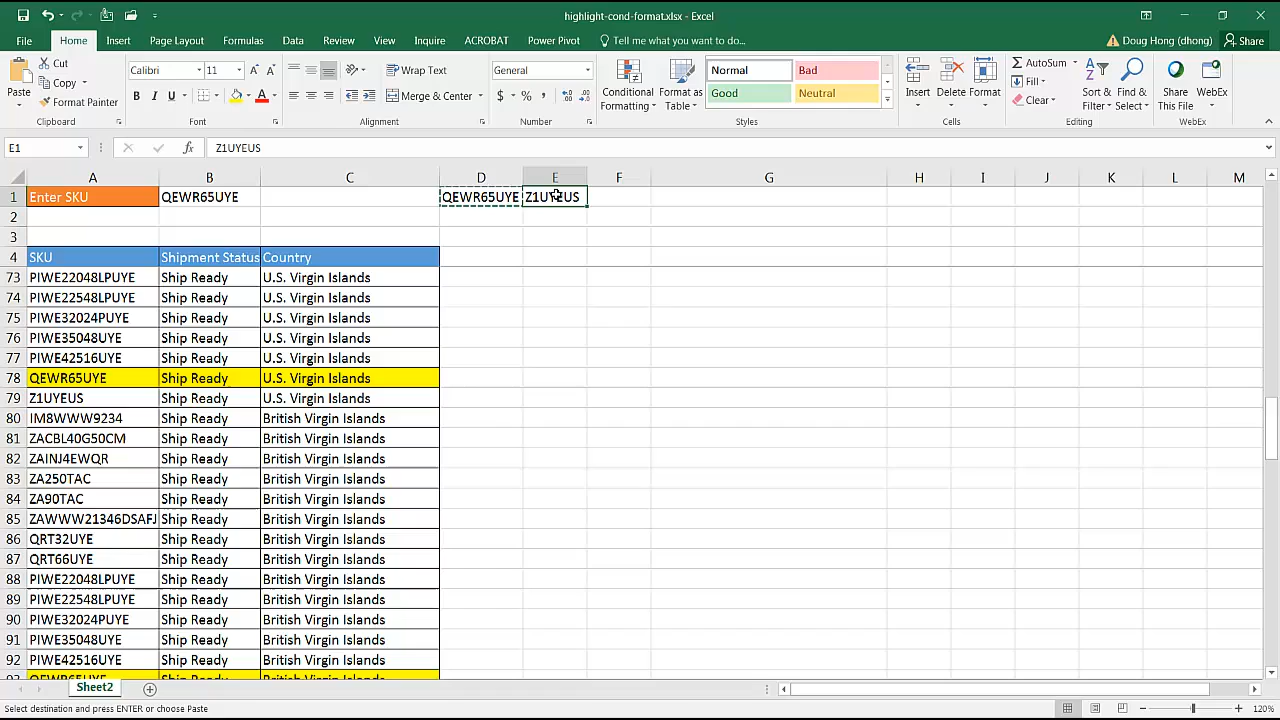 highlight-cond-format.xlsx - Excel
File Home Insert Page Layout Formulas Data Review View Inquire ACROBAT Power Pivot Tell me what you want to do... Doug Hong (dhong) Share
Paste
Cut
Copy
Format Painter
Clipboard
Calibri 11
B I U
Font
Wrap Text
Merge & Center
Alignment
General
$ % ,
Number
Conditional Formatting
Format as Table
Normal Bad
Good Neutral
Styles
Insert Delete Format
Cells
AutoSum
Fill
Clear
Sort & Filter
Find & Select
Editing
Share This File
WebEx
WebEx
E1 fx Z1UYEUS
A B C D E F G H I J K L M
1 Enter SKU QEWR65UYE QEWR65UYE Z1UYEUS
2
3
4 SKU Shipment Status Country
73 PIWE22048LPUYE Ship Ready U.S. Virgin Islands
74 PIWE22548LPUYE Ship Ready U.S. Virgin Islands
75 PIWE32024PUYE Ship Ready U.S. Virgin Islands
76 PIWE35048UYE Ship Ready U.S. Virgin Islands
77 PIWE42516UYE Ship Ready U.S. Virgin Islands
78 QEWR65UYE Ship Ready U.S. Virgin Islands
79 Z1UYEUS Ship Ready U.S. Virgin Islands
80 IM8WWW9234 Ship Ready British Virgin Islands
81 ZACBL40G50CM Ship Ready British Virgin Islands
82 ZAINJ4EWQR Ship Ready British Virgin Islands
83 ZA250TAC Ship Ready British Virgin Islands
84 ZA90TAC Ship Ready British Virgin Islands
85 ZAWWW21346DSAFJ Ship Ready British Virgin Islands
86 QRT32UYE Ship Ready British Virgin Islands
87 QRT66UYE Ship Ready British Virgin Islands
88 PIWE22048LPUYE Ship Ready British Virgin Islands
89 PIWE22548LPUYE Ship Ready British Virgin Islands
90 PIWE32024PUYE Ship Ready British Virgin Islands
91 PIWE35048UYE Ship Ready British Virgin Islands
92 PIWE42516UYE Ship Ready British Virgin Islands
93 QEWR65UYE Ship Ready British Virgin Islands
Sheet2
Select destination and press ENTER or choose Paste 120%